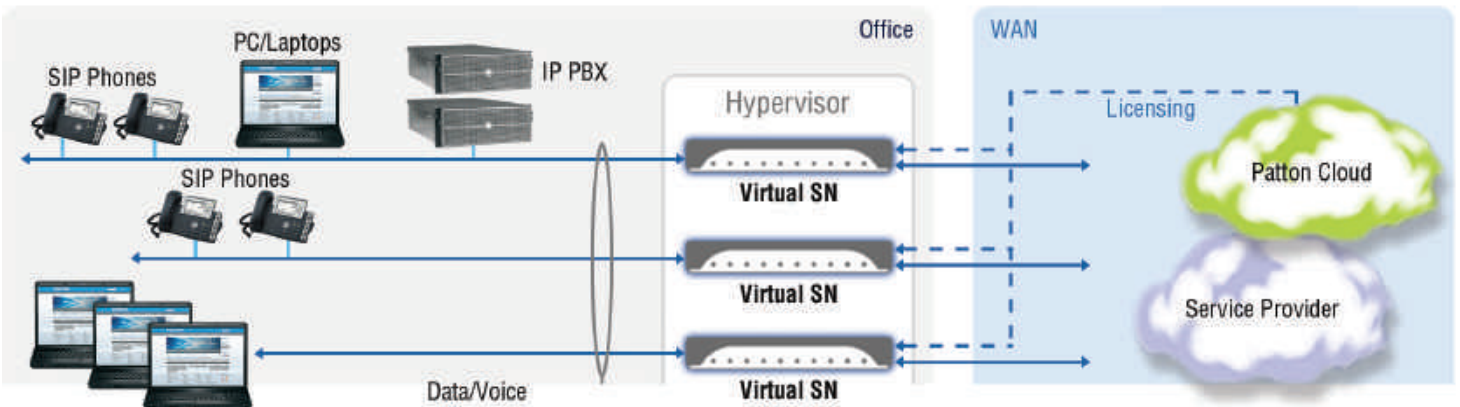 Office
WAN
PC/Laptops
SIP Phones
IP PBX
Hypervisor
Licensing
Virtual SN
Patton Cloud
SIP Phones
Virtual SN
Service Provider
Data/Voice
Virtual SN